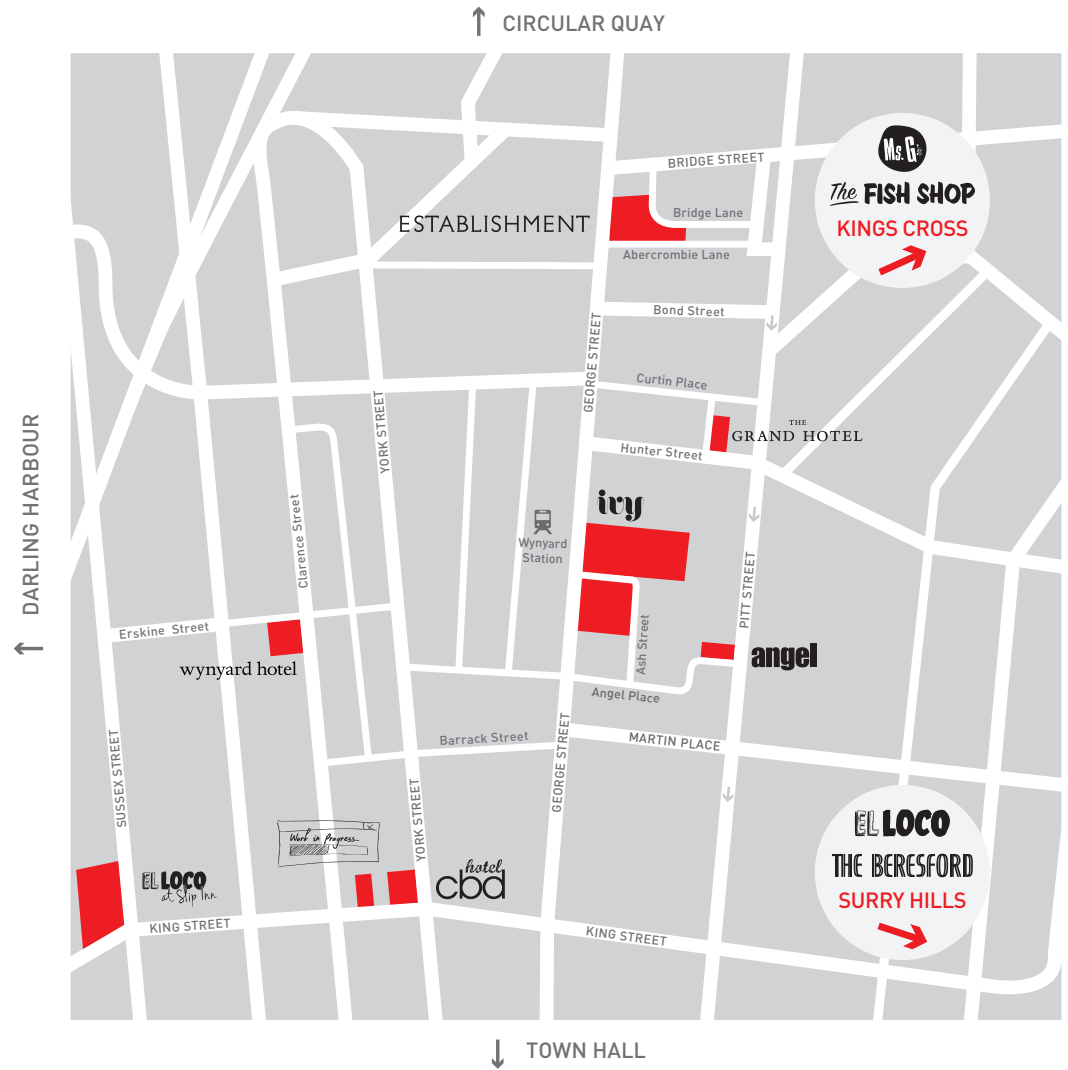 CIRCULAR QUAY
Ms. G's
The FISH SHOP
KINGS CROSS
BRIDGE STREET
Bridge Lane
ESTABLISHMENT
Abercrombie Lane
Bond Street
GEORGE STREET
Curtin Place
YORK STREET
THE
GRAND HOTEL
Hunter Street
DARLING HARBOUR
Clarence Street
ivy
Wynyard
Station
PITT STREET
Erskine Street
wynyard hotel
Ash Street
angel
Angel Place
SUSSEX STREET
GEORGE STREET
Barrack Street
MARTIN PLACE
YORK STREET
Work in Progress...
EL LOCO
at Slip Inn
hotel
cbd
KING STREET
KING STREET
EL LOCO
THE BERESFORD
SURRY HILLS
TOWN HALL